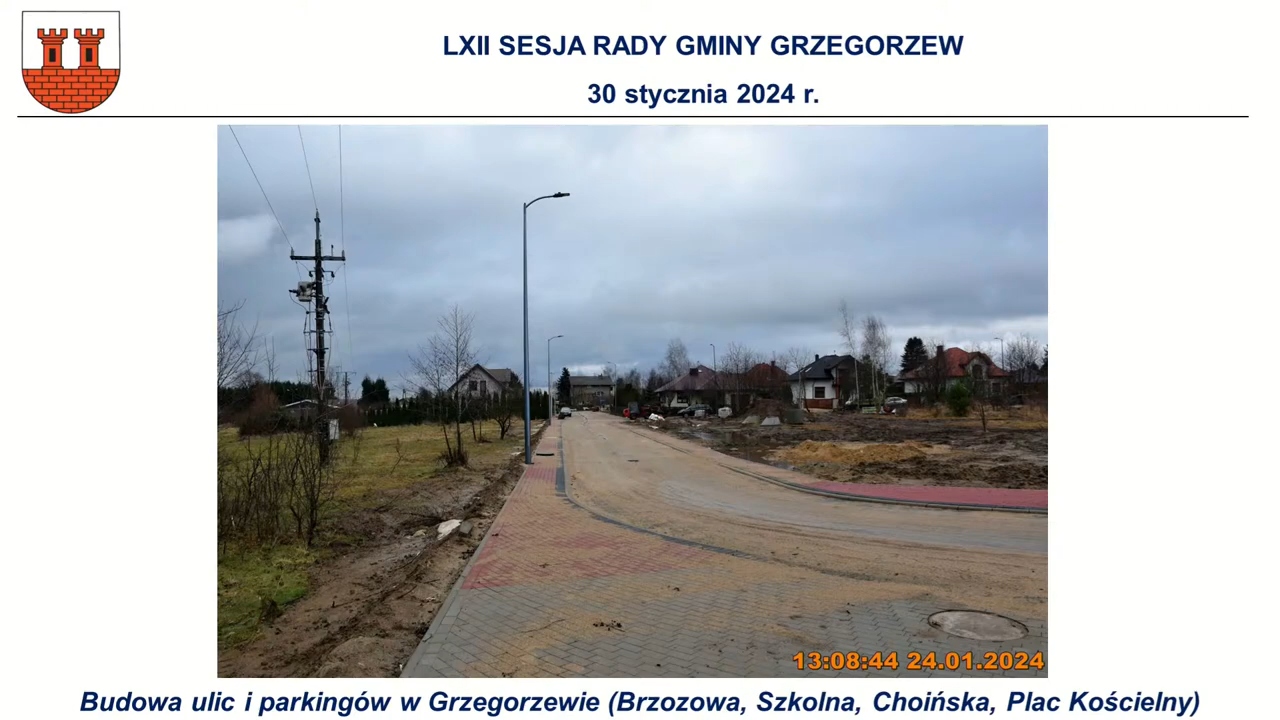 LXII SESJA RADY GMINY GRZEGORZEW
30 stycznia 2024 r.
13:08:44 24.01.2024
Budowa ulic i parkingów w Grzegorzewie (Brzozowa, Szkolna, Choińska, Plac Kościelny)